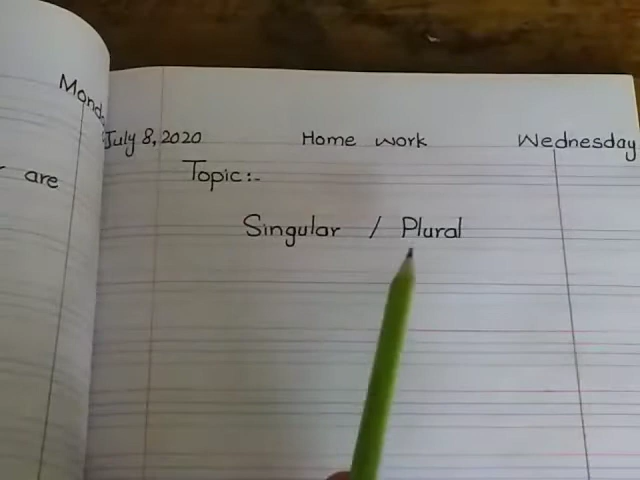 Mond
are
July 8, 2020 Home work Wednesday
Topic:-
Singular / Plural